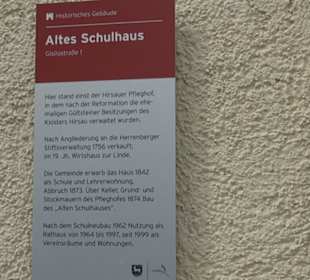 Historisches Gebäude
Altes Schulhaus
Gislistraße 1
Hier stand einst der Hirsauer Pfleghof,
in dem nach der Reformation die ehe-
maligen Gültsteiner Besitzungen des
Klosters Hirsau verwaltet wurden.
Nach Angliederung an die Herrenberger
Stiftsverwaltung 1756 verkauft,
im 19. Jh. Wirtshaus zur Linde.
Die Gemeinde erwarb das Haus 1842
als Schule und Lehrerwohnung,
Abbruch 1873. Über Keller, Grund- und
Stockmauern des Pfleghofes 1874 Bau
des „Alten Schulhauses".
Nach dem Schulneubau 1962 Nutzung als
Rathaus von 1964 bis 1997, seit 1999 als
Vereinsräume und Wohnungen.